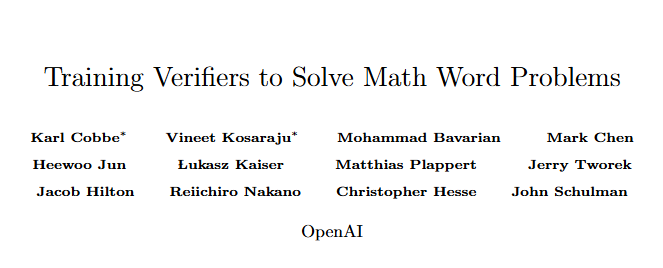 Training Verifiers to Solve Math Word Problems
Karl Cobbe* Vineet Kosaraju* Mohammad Bavarian Mark Chen
Heewoo Jun Łukasz Kaiser Matthias Plappert Jerry Tworek
Jacob Hilton Reiichiro Nakano Christopher Hesse John Schulman
OpenAI